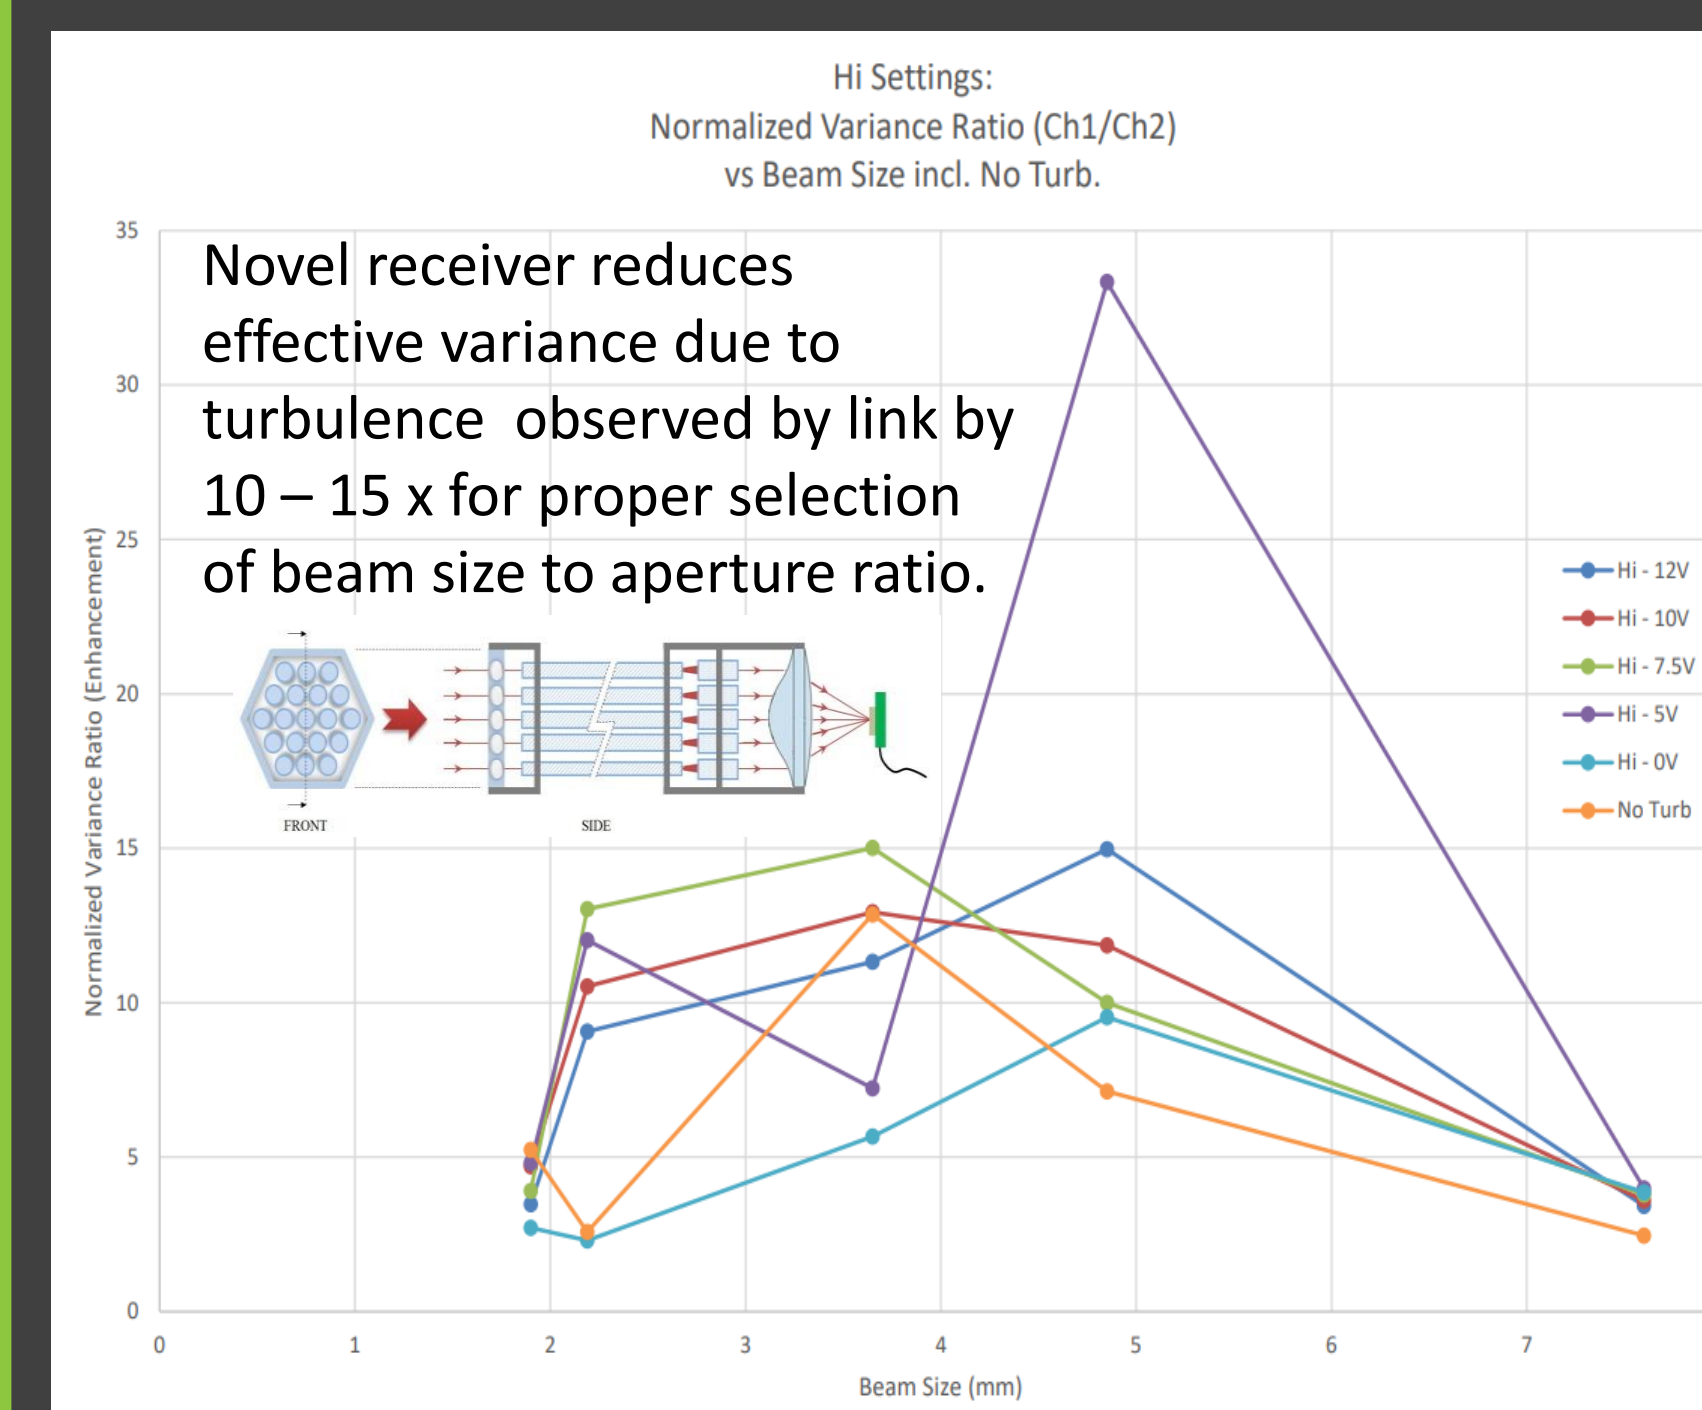 Hi Settings:
Normalized Variance Ratio (Ch1/Ch2)
vs Beam Size incl. No Turb.
Novel receiver reduces
effective variance due to
turbulence  observed by link by
10 – 15 x for proper selection
of beam size to aperture ratio.
FRONT
SIDE
Normalized Variance Ratio (Enhancement)
35
30
25
20
15
10
5
0
0 1 2 3 4 5 6 7
Beam Size (mm)
Hi - 12V
Hi - 10V
Hi - 7.5V
Hi - 5V
Hi - 0V
No Turb